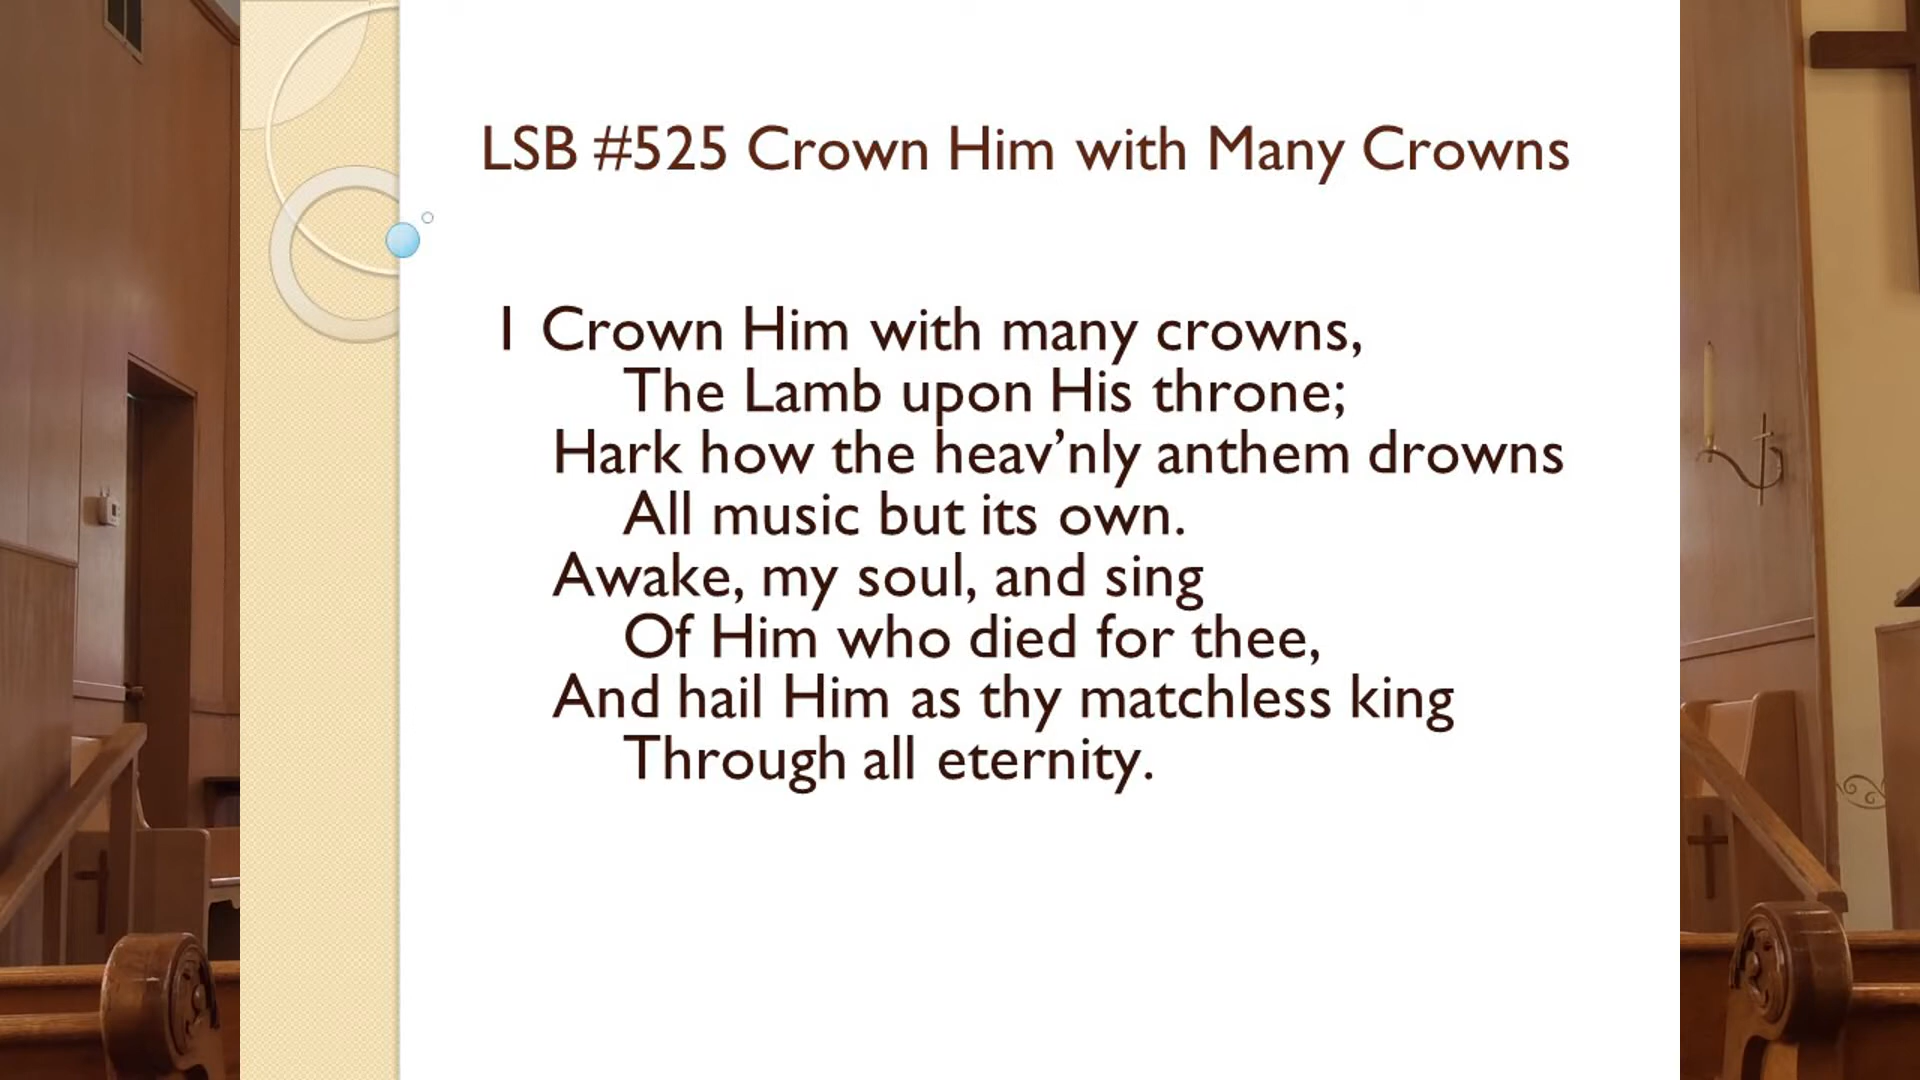 LSB #525 Crown Him with Many Crowns
1 Crown Him with many crowns,
The Lamb upon His throne;
Hark how the heav’nly anthem drowns
All music but its own.
Awake, my soul, and sing
Of Him who died for thee,
And hail Him as thy matchless king
Through all eternity.